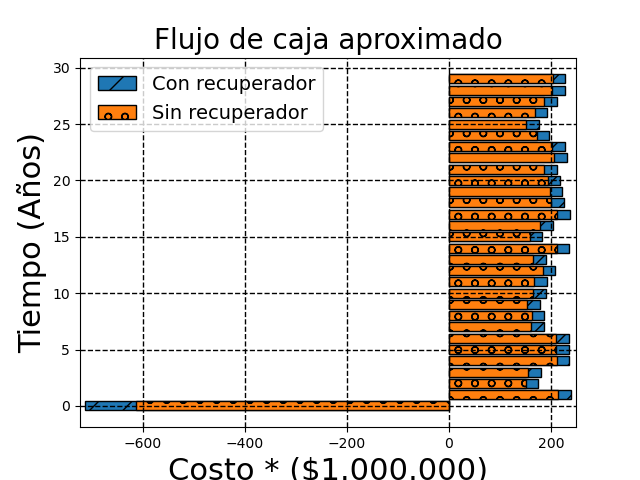 Flujo de caja aproximado
Con recuperador
Sin recuperador
Tiempo (Años)
30
25
20
15
10
5
0
−600
−400
−200
0
200
Costo * ($1.000.000)